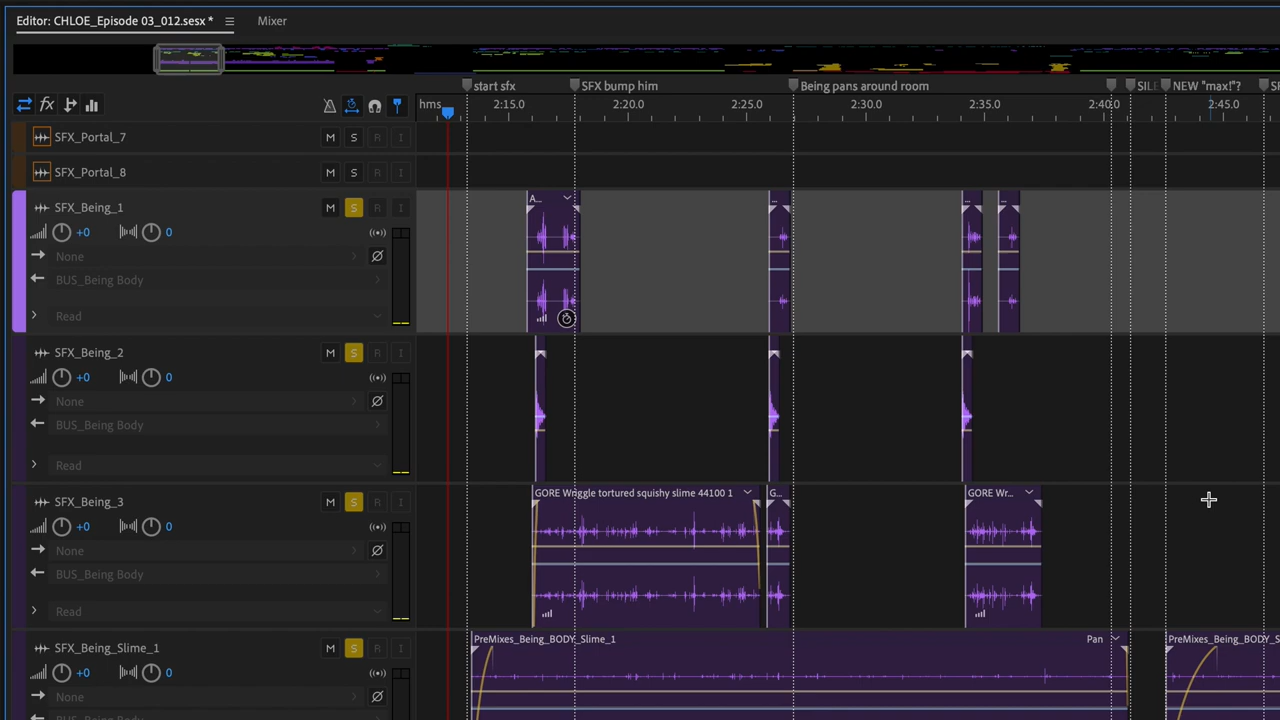 Editor: CHLOE_Episode 03_012.sesx *
Mixer
start sfx
SFX bump him
Being pans around room
SILE
NEW "max!"?
SF
fx
hms
2:15.0
2:20.0
2:25.0
2:30.0
2:35.0
2:40.0
2:45.0
SFX_Portal_7
M S R I
SFX_Portal_8
M S R I
SFX_Being_1
M S R I
A...
...
...
...
+0
0
None
BUS_Being Body
Read
SFX_Being_2
M S R I
+0
0
None
BUS_Being Body
Read
SFX_Being_3
M S R I
GORE Wriggle tortured squishy slime 44100 1
G...
GORE Wr...
+0
0
None
BUS_Being Body
Read
SFX_Being_Slime_1
M S R I
PreMixes_Being_BODY_Slime_1
Pan
PreMixes_Being_BODY_S
+0
0
None